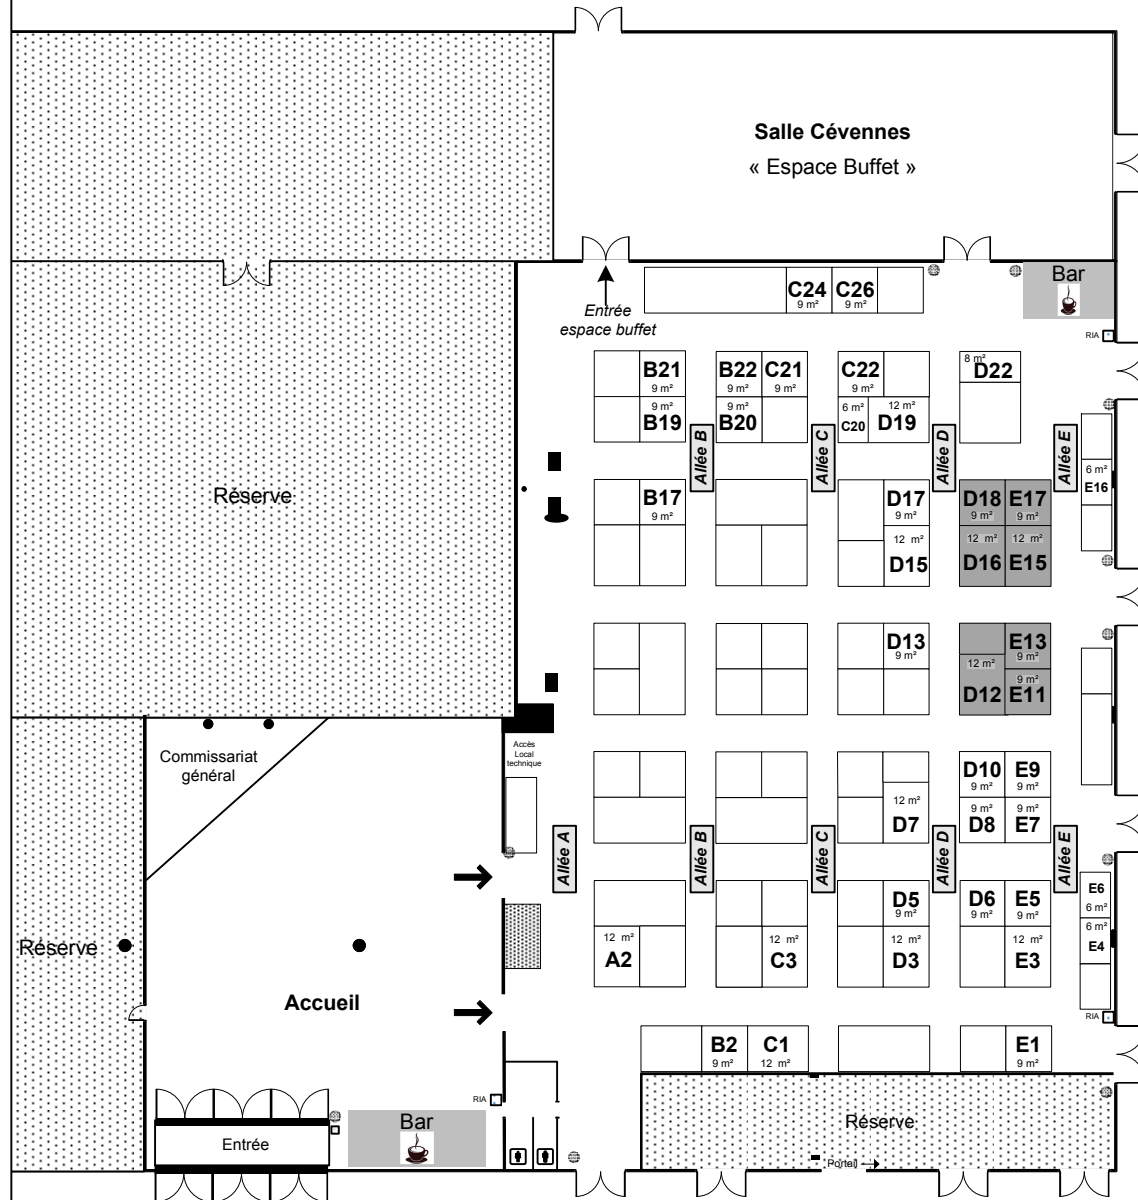 Salle Cévennes
« Espace Buffet »
Bar
C24
9 m²
C26
9 m²
Entrée
espace buffet
RIA
B21
9 m²
B22
9 m²
C21
9 m²
C22
9 m²
8 m²
D22
9 m²
B19
9 m²
B20
6 m²
C20
12 m²
D19
Allée B
Allée C
Allée D
Allée E
6 m²
E16
Réserve
B17
9 m²
D17
9 m²
D18
9 m²
E17
9 m²
12 m²
D15
12 m²
D16
12 m²
E15
D13
9 m²
E13
9 m²
12 m²
D12
9 m²
E11
Commissariat
général
Accès
Local
technique
D10
9 m²
E9
9 m²
12 m²
D7
9 m²
D8
9 m²
E7
Allée A
Allée B
Allée C
Allée D
Allée E
D5
9 m²
D6
9 m²
E5
9 m²
E6
6 m²
6 m²
E4
Réserve
12 m²
A2
12 m²
C3
12 m²
D3
12 m²
E3
Accueil
RIA
B2
9 m²
C1
12 m²
E1
9 m²
RIA
Bar
Entrée
Réserve
Portail